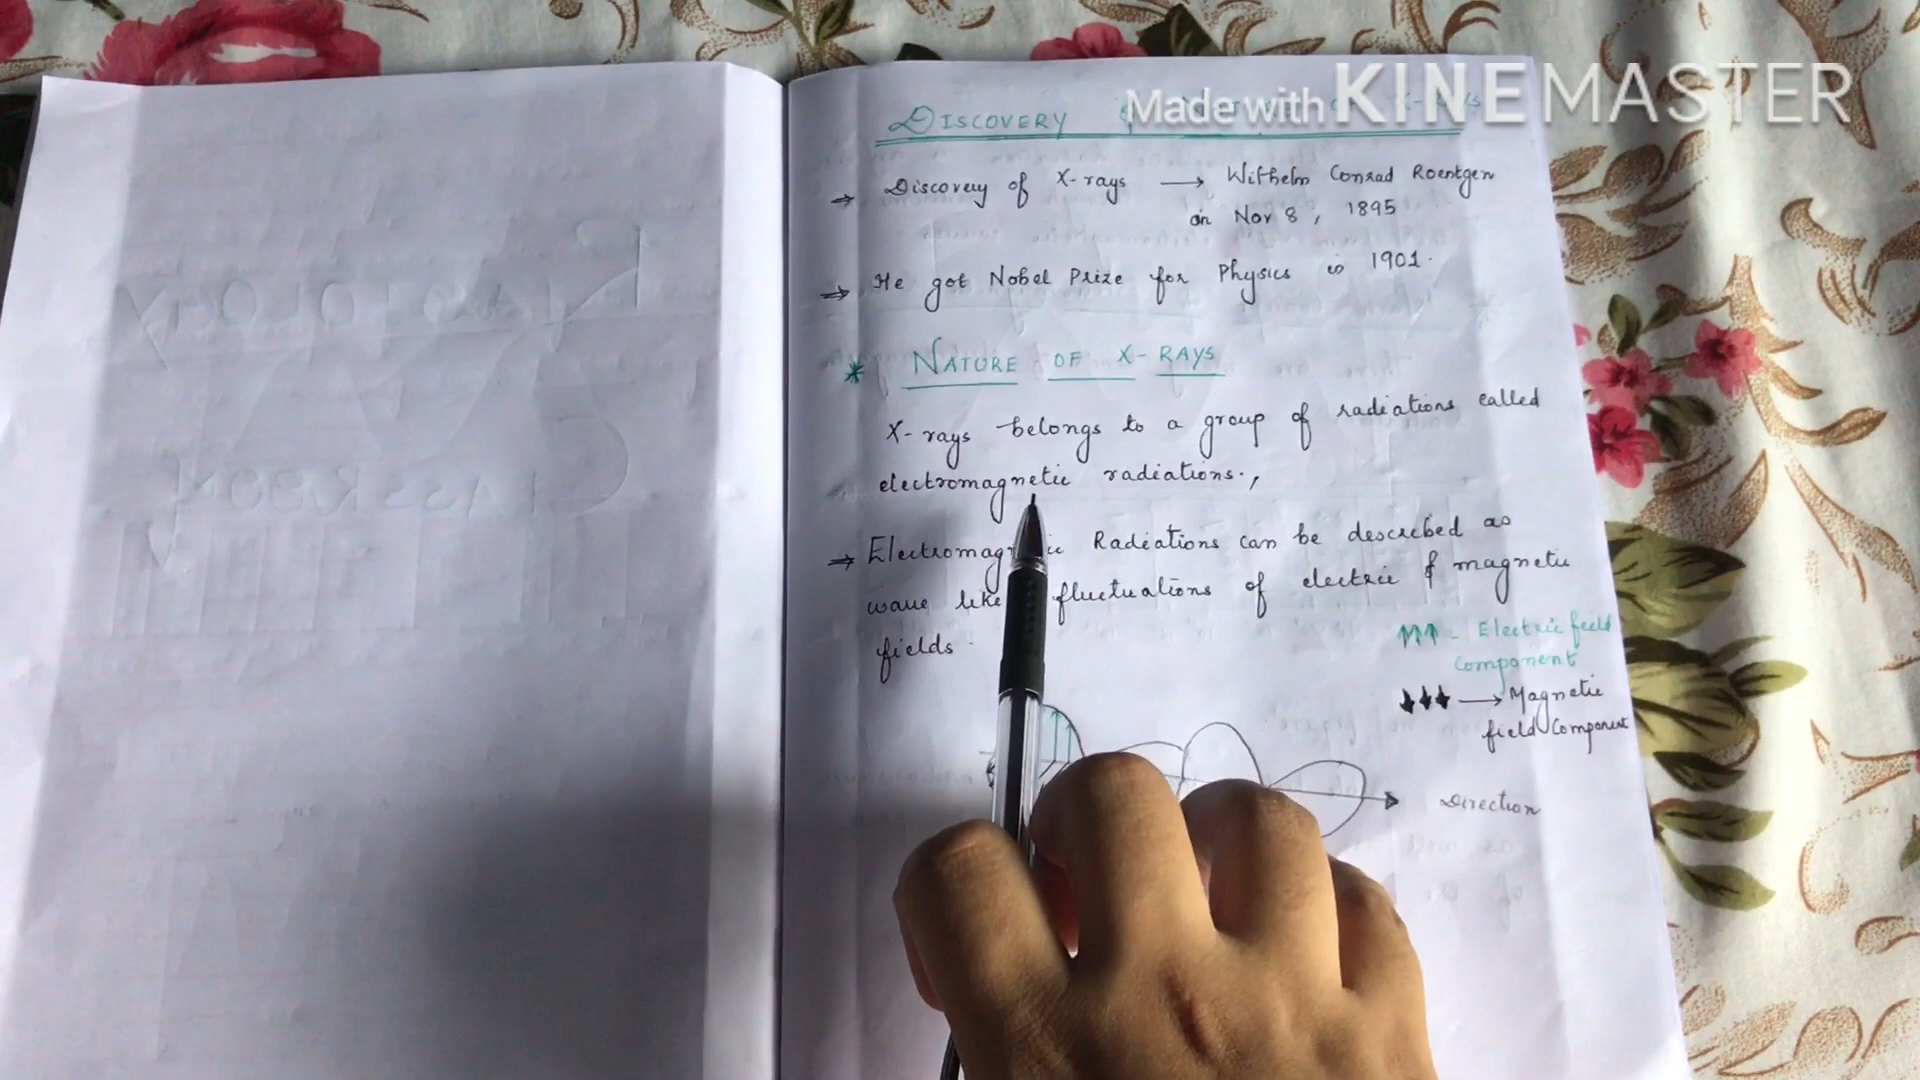 Made with KINEMASTER
DISCOVERY X-RAYS
⇒ Discovery of X-rays → Wilhelm Conrad Roentgen
on Nov 8, 1895
⇒ He got Nobel Prize for Physics in 1901.
* NATURE OF X-RAYS
X-rays belongs to a group of radiations called
electromagnetic radiations.,
⇒ Electromag ic Radiations can be described as
wave like fluctuations of electric & magnetic
fields.
↑↑↑ - Electric field
Component
↓↓↓ → Magnetic
field Component
Direction